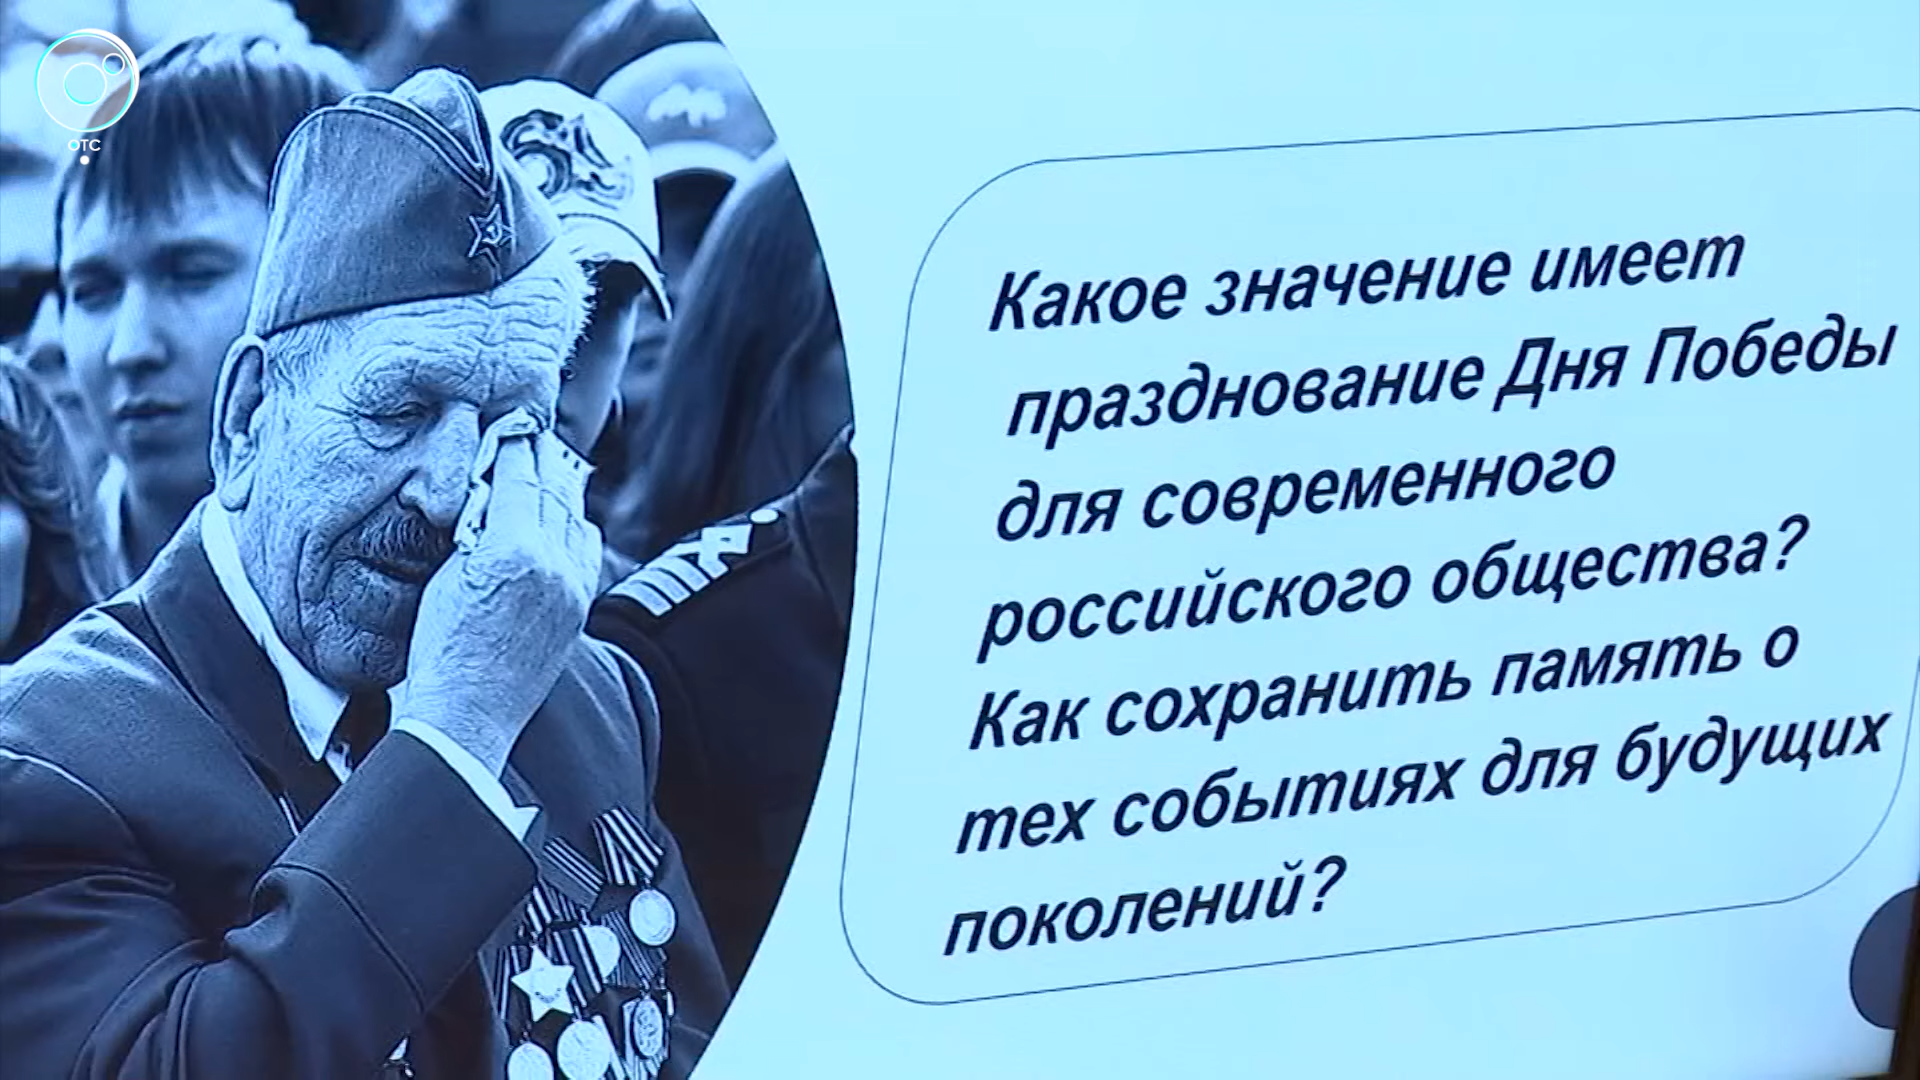 ОТС
Какое значение имеет
празднование Дня Победы
для современного
российского общества?
Как сохранить память о
тех событиях для будущих
поколений?